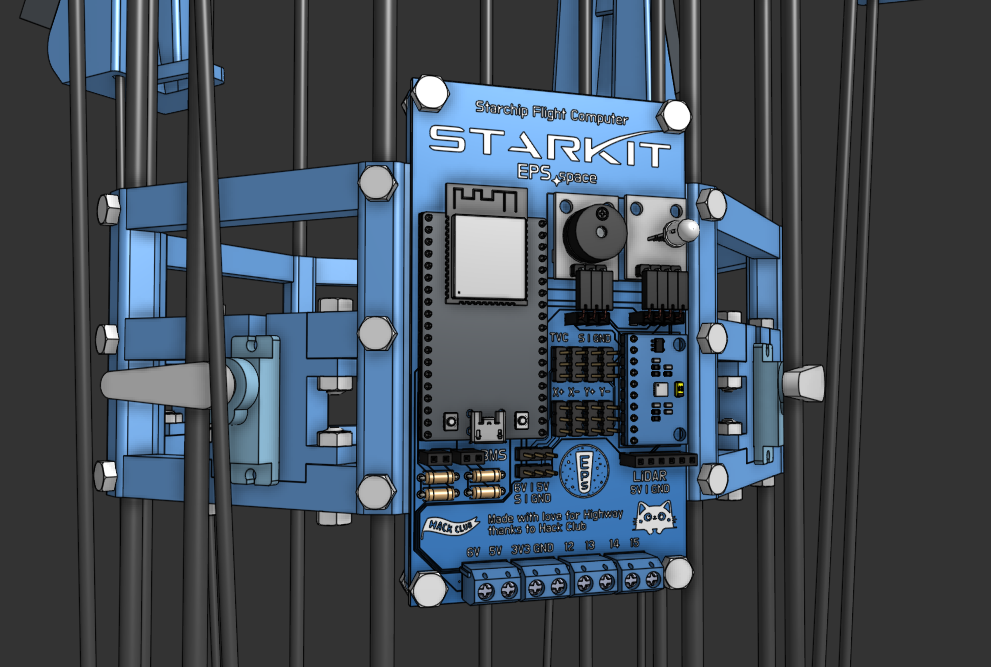 Starchip Flight Computer
STARKIT
EPS space
TVC S | GND
X+ X- Y+ Y-
BMS
6V | 5V
S | GND
EPS
LiDAR
5V | GND
HACK CLUB
Made with love for Highway
thanks to Hack Club
6V 5V 3V3 GND 12 13 14 15